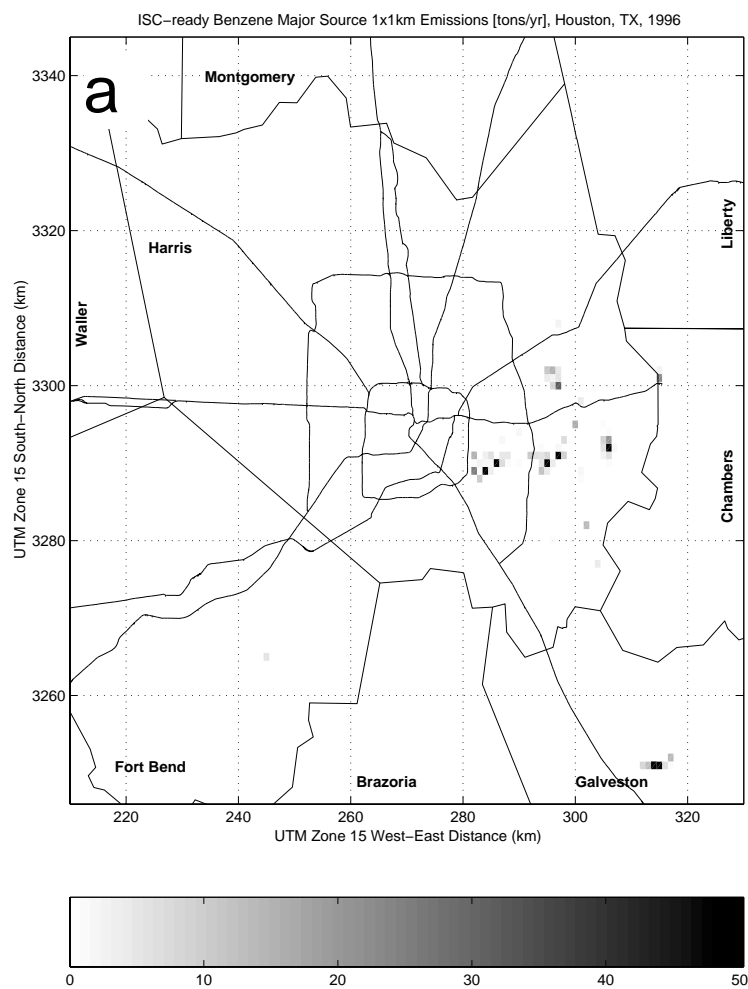 ISC−ready Benzene Major Source 1x1km Emissions [tons/yr], Houston, TX, 1996
a
Montgomery
Harris
Liberty
Waller
Chambers
Fort Bend
Brazoria
Galveston
3340
3320
3300
3280
3260
UTM Zone 15 South−North Distance (km)
220 240 260 280 300 320
UTM Zone 15 West−East Distance (km)
0 10 20 30 40 50